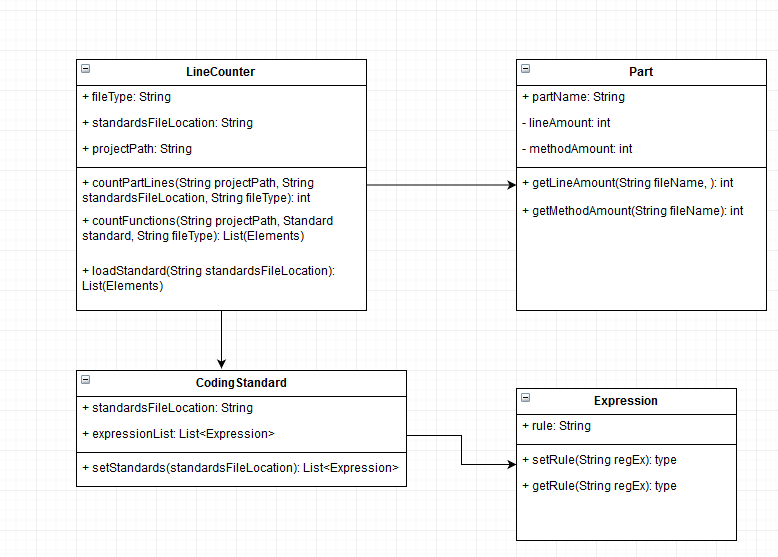 LineCounter
+ fileType: String
+ standardsFileLocation: String
+ projectPath: String
+ countPartLines(String projectPath, String
standardsFileLocation, String fileType): int
+ countFunctions(String projectPath, Standard
standard, String fileType): List(Elements)
+ loadStandard(String standardsFileLocation):
List(Elements)
Part
+ partName: String
- lineAmount: int
- methodAmount: int
+ getLineAmount(String fileName, ): int
+ getMethodAmount(String fileName): int
CodingStandard
+ standardsFileLocation: String
+ expressionList: List<Expression>
+ setStandards(standardsFileLocation): List<Expression>
Expression
+ rule: String
+ setRule(String regEx): type
+ getRule(String regEx): type